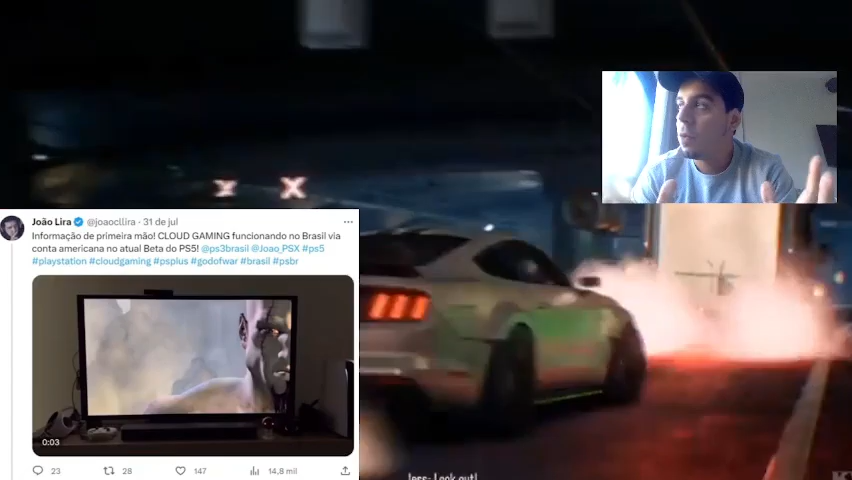 João Lira @joaocllira - 31 de jul
Informação de primeira mão! CLOUD GAMING funcionando no Brasil via
conta americana no atual Beta do PS5! @ps3brasil @Joao_PSX #ps5
#playstation #cloudgaming #psplus #godofwar #brasil #psbr
0:03
23 28 147 14,8 mil
Jess: Look out!